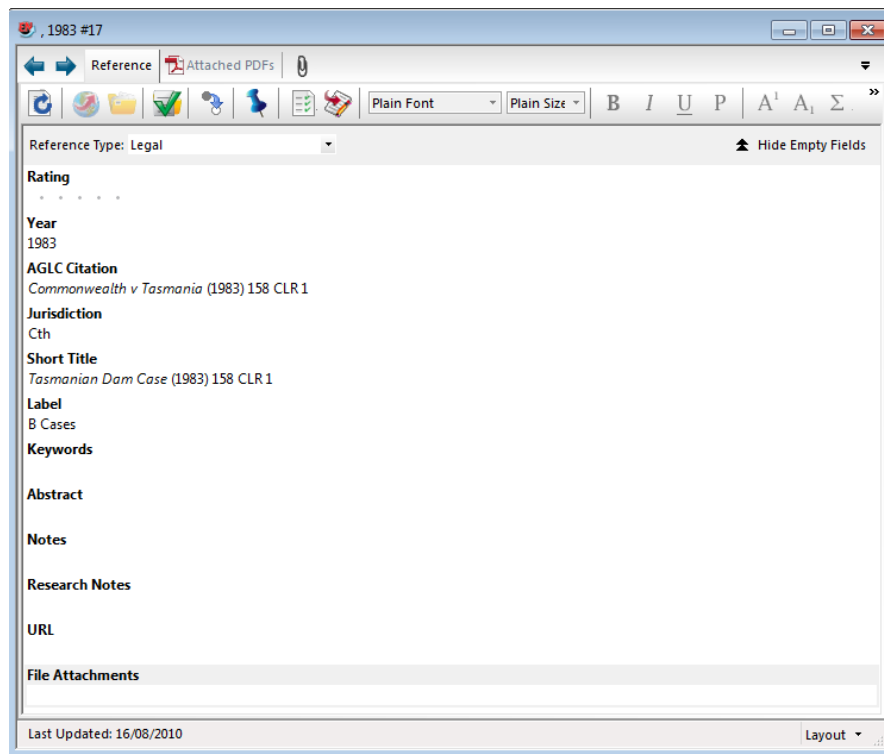 , 1983 #17
Reference Attached PDFs
Plain Font Plain Size B I U P A1 A1 Σ »
Reference Type: Legal Hide Empty Fields
Rating
Year
1983
AGLC Citation
Commonwealth v Tasmania (1983) 158 CLR 1
Jurisdiction
Cth
Short Title
Tasmanian Dam Case (1983) 158 CLR 1
Label
B Cases
Keywords
Abstract
Notes
Research Notes
URL
File Attachments
Last Updated: 16/08/2010 Layout